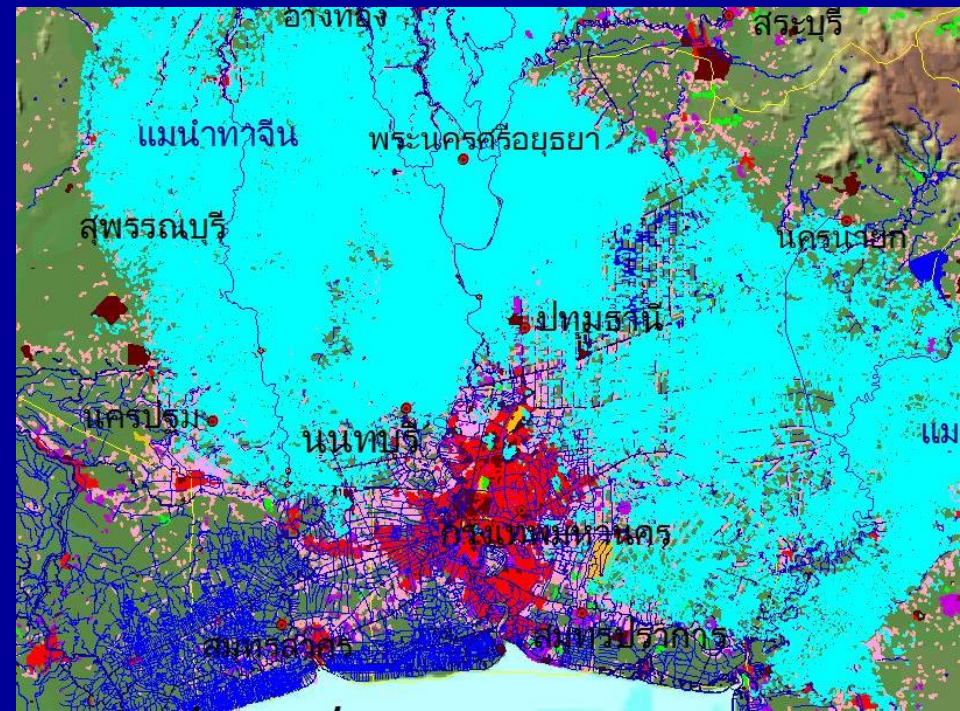 อ่างทอง
สระบุรี
แมนำทาจีน
พระนครศรีอยุธยา
สุพรรณบุรี
นครนายก
ปทุมธานี
นครปฐม
นนทบุรี
แม
กรุงเทพมหานคร
สมุทรสาคร
สมุทรปราการ